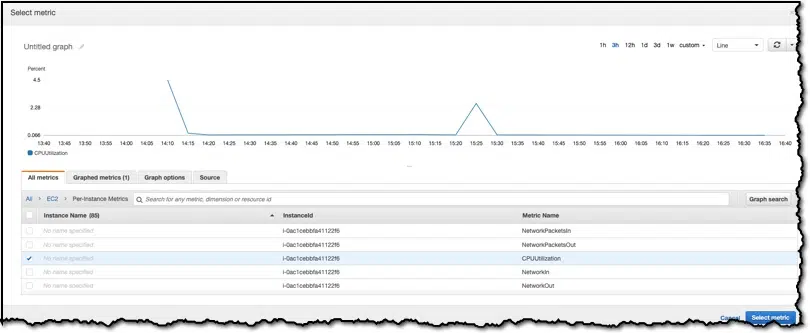 Select metric
Untitled graph
1h 3h 12h 1d 3d 1w custom Line
Percent
4.5
2.28
0.066
13:40 13:45 13:50 13:55 14:00 14:05 14:10 14:15 14:20 14:25 14:30 14:35 14:40 14:45 14:50 14:55 15:00 15:05 15:10 15:15 15:20 15:25 15:30 15:35 15:40 15:45 15:50 15:55 16:00 16:05 16:10 16:15 16:20 16:25 16:30 16:35 16:40
CPUUtilization
All metrics Graphed metrics (1) Graph options Source
All EC2 Per-Instance Metrics Search for any metric, dimension or resource id Graph search
Instance Name (85) InstanceId Metric Name
No name specified i-0ac1cebbfa41122f6 NetworkPacketsIn
No name specified i-0ac1cebbfa41122f6 NetworkPacketsOut
No name specified i-0ac1cebbfa41122f6 CPUUtilization
No name specified i-0ac1cebbfa41122f6 NetworkIn
No name specified i-0ac1cebbfa41122f6 NetworkOut
Cancel Select metric